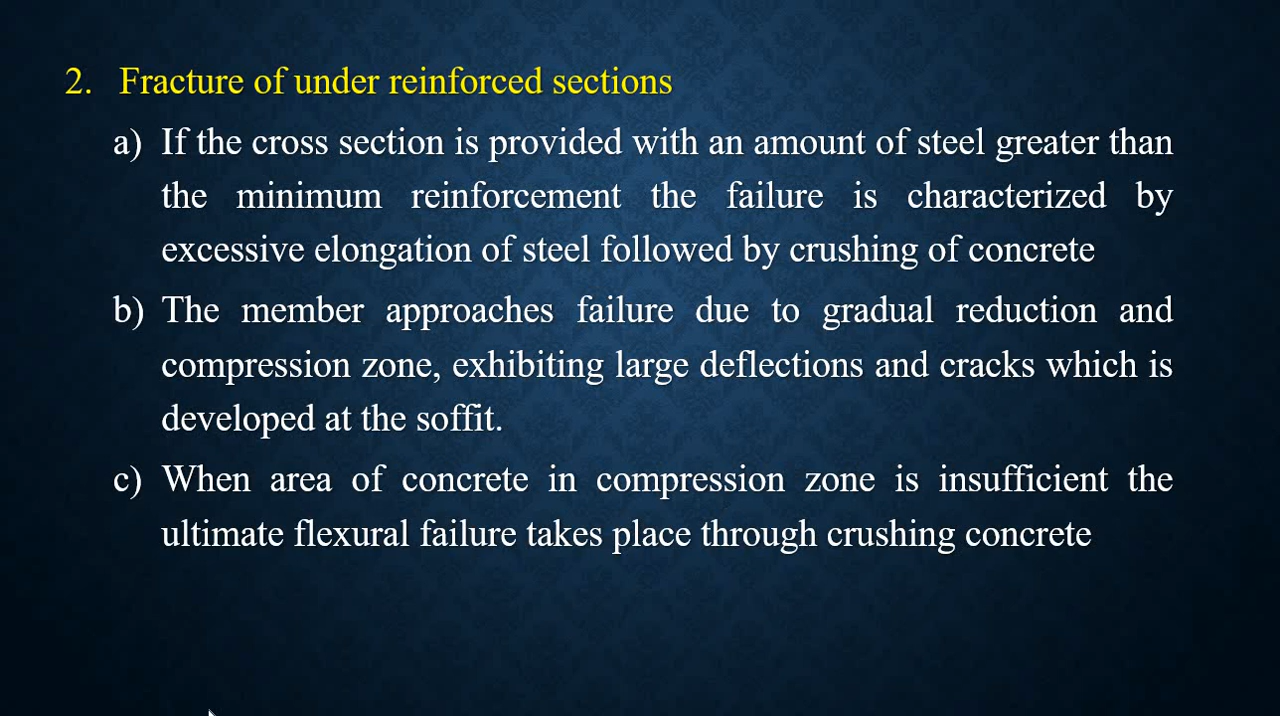 2. Fracture of under reinforced sections
a) If the cross section is provided with an amount of steel greater than
the minimum reinforcement the failure is characterized by
excessive elongation of steel followed by crushing of concrete
b) The member approaches failure due to gradual reduction and
compression zone, exhibiting large deflections and cracks which is
developed at the soffit.
c) When area of concrete in compression zone is insufficient the
ultimate flexural failure takes place through crushing concrete